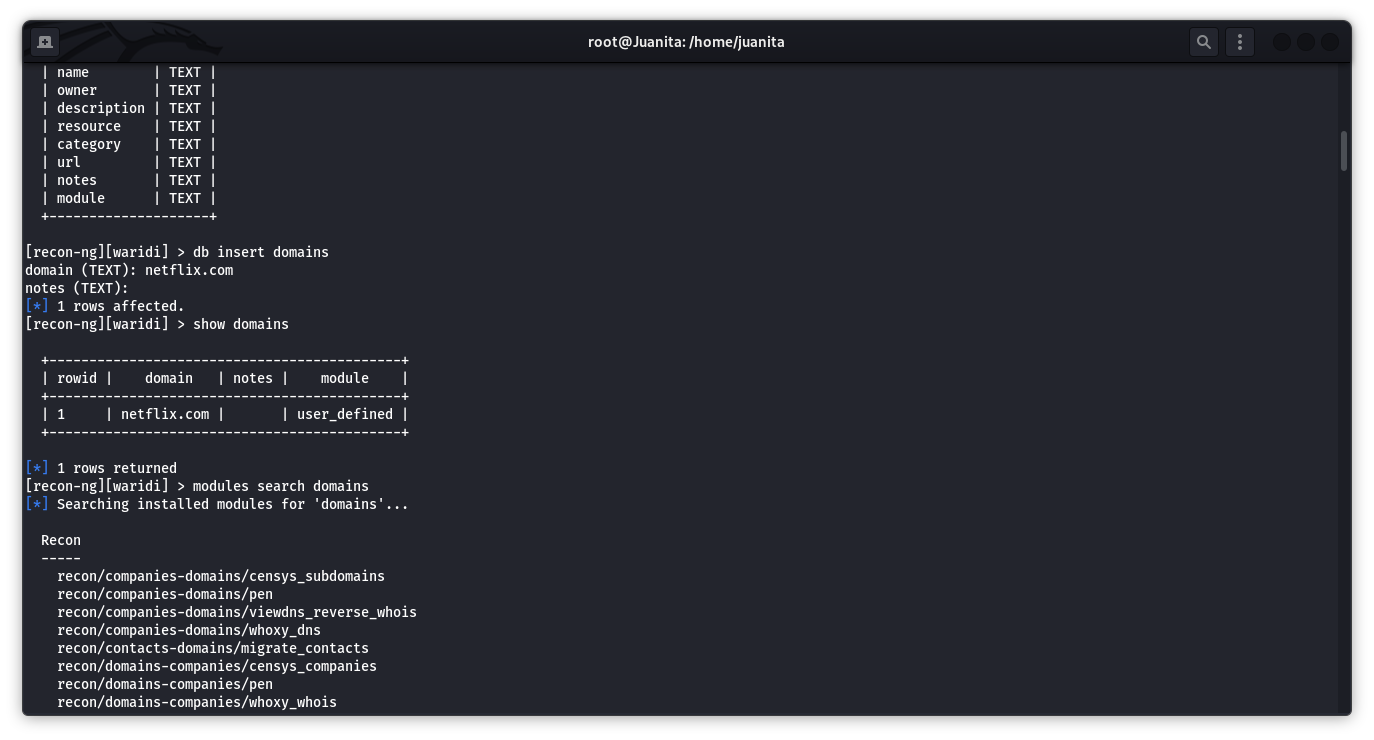 root@Juanita: /home/juanita
| name        | TEXT |
| owner       | TEXT |
| description | TEXT |
| resource    | TEXT |
| category    | TEXT |
| url         | TEXT |
| notes       | TEXT |
| module      | TEXT |
+--------------------+
[recon-ng][waridi] > db insert domains
domain (TEXT): netflix.com
notes (TEXT):
[*] 1 rows affected.
[recon-ng][waridi] > show domains
+--------------------------------------------+
| rowid |    domain   | notes |    module    |
+--------------------------------------------+
| 1     | netflix.com |       | user_defined |
+--------------------------------------------+
[*] 1 rows returned
[recon-ng][waridi] > modules search domains
[*] Searching installed modules for 'domains'...
Recon
-----
recon/companies-domains/censys_subdomains
recon/companies-domains/pen
recon/companies-domains/viewdns_reverse_whois
recon/companies-domains/whoxy_dns
recon/contacts-domains/migrate_contacts
recon/domains-companies/censys_companies
recon/domains-companies/pen
recon/domains-companies/whoxy_whois